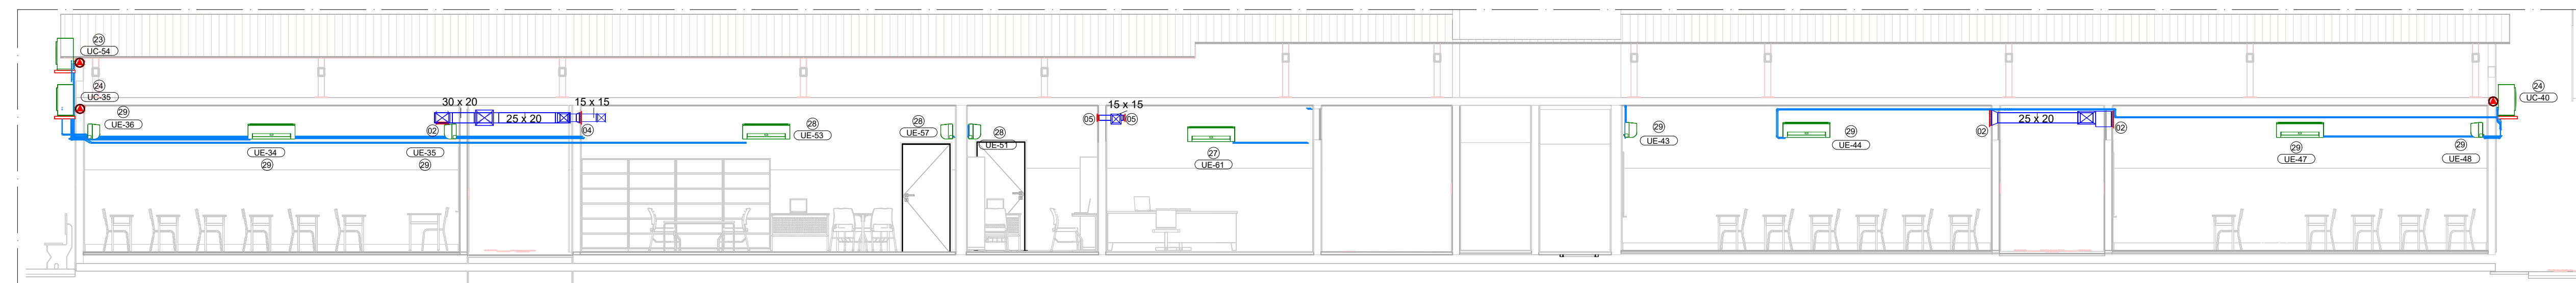 23
UC-54
24
UC-35
29
UE-36
UE-34
29
02
UE-35
29
30 x 20
25 x 20
15 x 15
04
28
UE-53
28
UE-57
28
UE-51
15 x 15
05
05
27
UE-61
29
UE-43
29
UE-44
02
25 x 20
02
29
UE-47
29
UE-48
24
UC-40